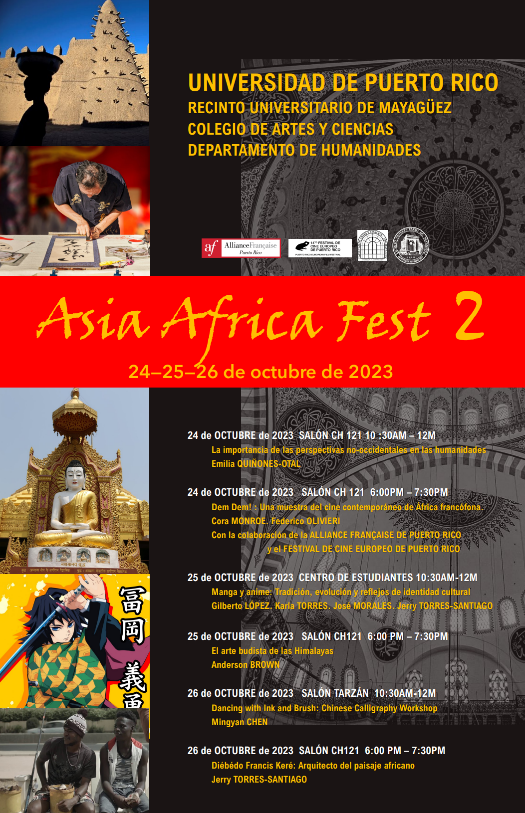 UNIVERSIDAD DE PUERTO RICO
RECINTO UNIVERSITARIO DE MAYAGÜEZ
COLEGIO DE ARTES Y CIENCIAS
DEPARTAMENTO DE HUMANIDADES
af AllianceFrançaise
Puerto Rico
FESTIVAL DE
CINE EUROPEO
DE PUERTO RICO
Asia Africa Fest 2
24–25–26 de octubre de 2023
24 de OCTUBRE de 2023 SALÓN CH 121 10 :30AM – 12M
La importancia de las perspectivas no-occidentales en las humanidades
Emilia QUIÑONES-OTAL
24 de OCTUBRE de 2023 SALÓN CH 121 6:00PM – 7:30PM
Dem Dem! : Una muestra del cine contemporáneo de África francófona.
Cora MONROE, Federico OLIVIERI
Con la colaboración de la ALLIANCE FRANÇAISE DE PUERTO RICO
y el FESTIVAL DE CINE EUROPEO DE PUERTO RICO
25 de OCTUBRE de 2023 CENTRO DE ESTUDIANTES 10:30AM-12M
Manga y anime: Tradición, evolución y reflejos de identidad cultural
Gilberto LÓPEZ, Karla TORRES, José MORALES, Jerry TORRES-SANTIAGO
25 de OCTUBRE de 2023 SALÓN CH121 6:00 PM – 7:30PM
El arte budista de las Himalayas
Anderson BROWN
26 de OCTUBRE de 2023 SALÓN TARZÁN 10:30AM-12M
Dancing with Ink and Brush: Chinese Calligraphy Workshop
Mingyan CHEN
26 de OCTUBRE de 2023 SALÓN CH121 6:00 PM – 7:30PM
Diébédo Francis Keré: Arquitecto del paisaje africano
Jerry TORRES-SANTIAGO
冨岡義勇